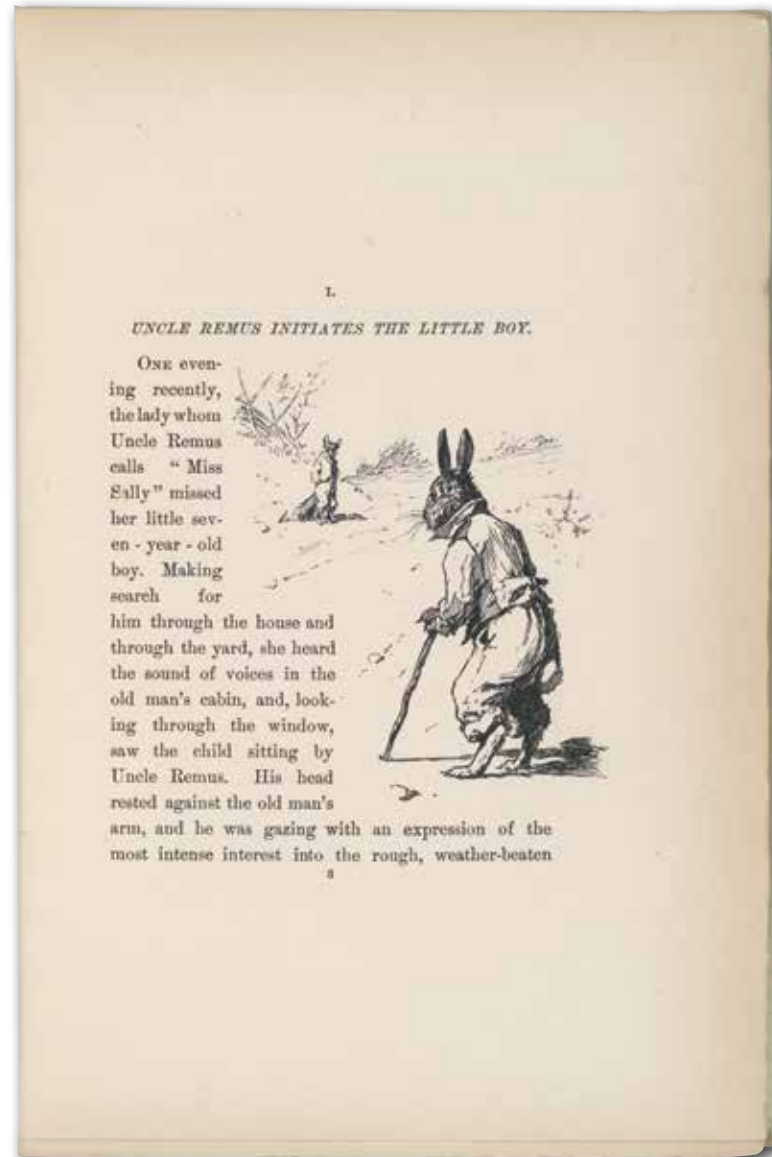 I.
UNCLE REMUS INITIATES THE LITTLE BOY.
ONE even-
ing recently,
the lady whom
Uncle Remus
calls "Miss
Sally" missed
her little sev-
en-year-old
boy. Making
search for
him through the house and
through the yard, she heard
the sound of voices in the
old man's cabin, and, look-
ing through the window,
saw the child sitting by
Uncle Remus. His head
rested against the old man's
arm, and he was gazing with an expression of the
most intense interest into the rough, weather-beaten